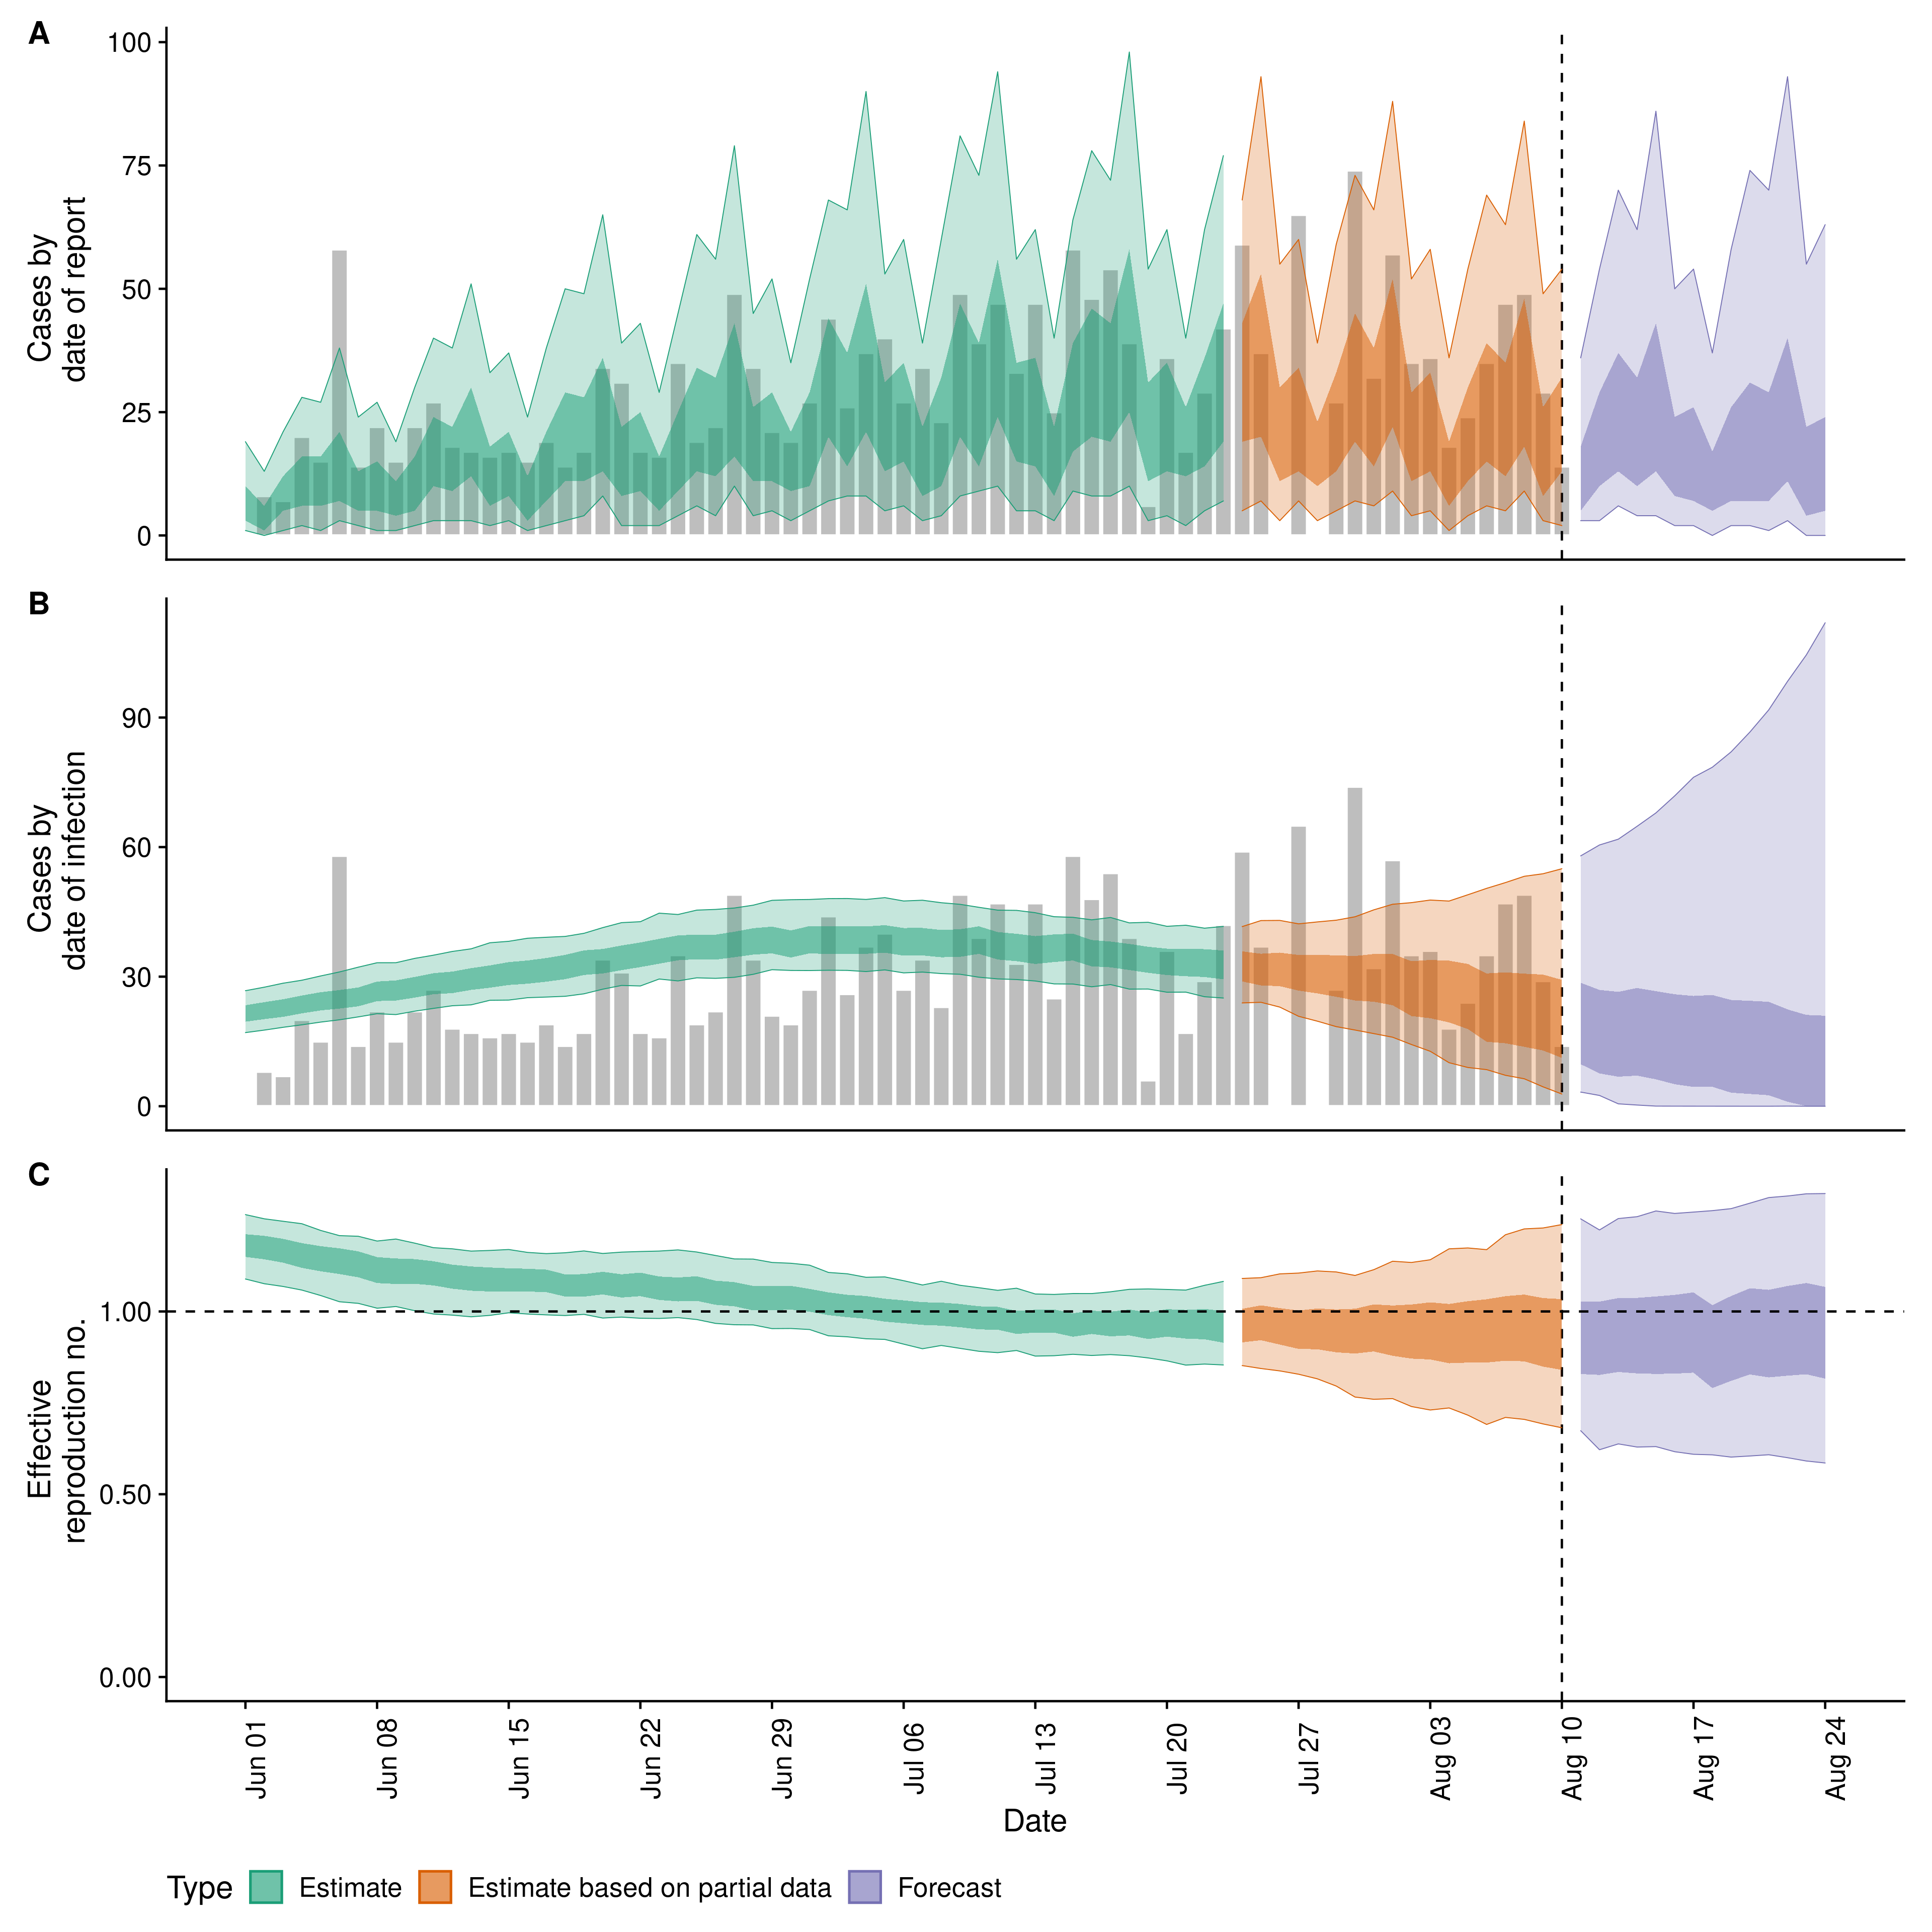 A
Cases by
date of report
100
75
50
25
0
B
Cases by
date of infection
90
60
30
0
C
Effective
reproduction no.
1.00
0.50
0.00
Jun 01
Jun 08
Jun 15
Jun 22
Jun 29
Jul 06
Jul 13
Jul 20
Jul 27
Aug 03
Aug 10
Aug 17
Aug 24
Date
Type Estimate Estimate based on partial data Forecast